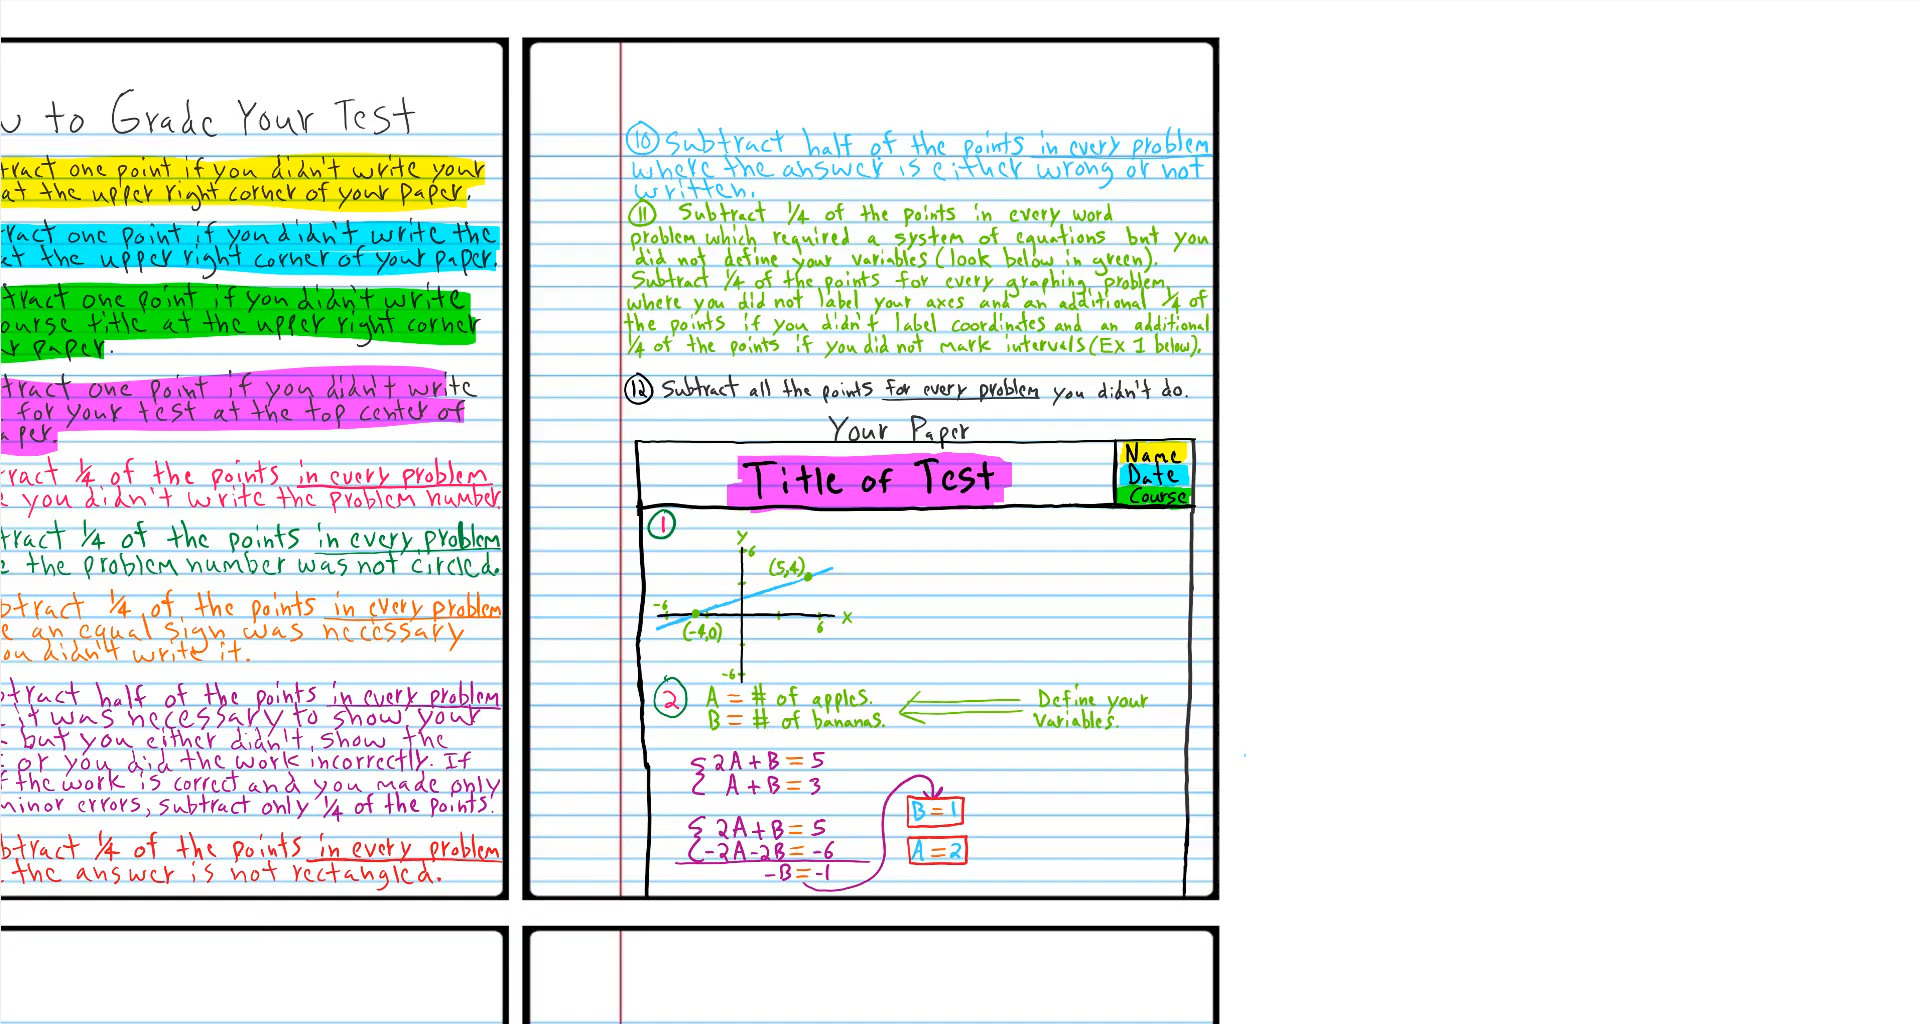 to Grade Your Test
tract one point if you didn't write your
at the upper right corner of your paper.
ract one point if you didn't write the
at the upper right corner of your paper.
tract one point if you didn't write
ourse title at the upper right corner
paper.
tract one point if you didn't write
for your test at the top center of
aper.
ract 1/4 of the points in every problem
you didn't write the problem number.
tract 1/4 of the points in every problem
the problem number was not circled.
btract 1/4 of the points in every problem
e an equal sign was necessary
ou didn't write it.
tract half of the points in every problem
it was necessary to show your
but you either didn't show the
or you did the work incorrectly. If
f the work is correct and you made only
minor errors, subtract only 1/4 of the points.
btract 1/4 of the points in every problem
the answer is not rectangled.
10 Subtract half of the points in every problem
where the answer is either wrong or not
written.
11 Subtract 1/4 of the points in every word
problem which required a system of equations but you
did not define your variables (look below in green).
Subtract 1/4 of the points for every graphing problem
where you did not label your axes and an additional 1/4 of
the points if you didn't label coordinates and an additional
1/4 of the points if you did not mark intervals (EX 1 below).
12 Subtract all the points for every problem you didn't do.
Your Paper
Title of Test
Name
Date
Course
1
y
6
(5,4)
-6
x
6
(-4,0)
-6
2 A = # of apples.
B = # of bananas.
Define your
variables.
{ 2A + B = 5
A + B = 3
{ 2A + B = 5
-2A - 2B = -6
-B = -1
B = 1
A = 2